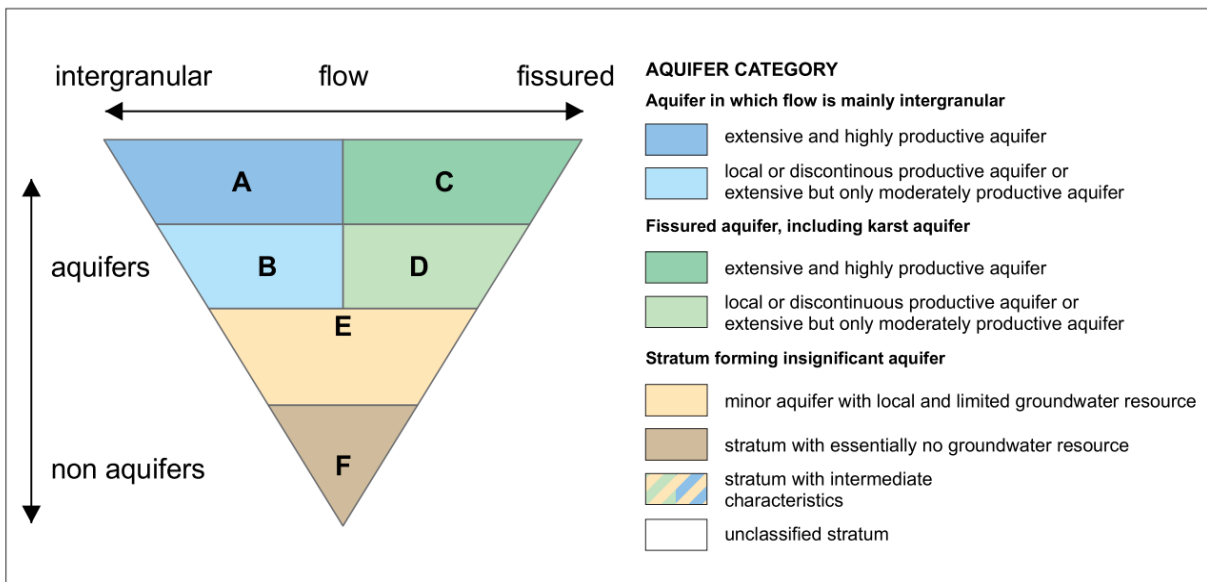 intergranular flow fissured
A C
aquifers B D
E
non aquifers F
AQUIFER CATEGORY
Aquifer in which flow is mainly intergranular
extensive and highly productive aquifer
local or discontinous productive aquifer or
extensive but only moderately productive aquifer
Fissured aquifer, including karst aquifer
extensive and highly productive aquifer
local or discontinuous productive aquifer or
extensive but only moderately productive aquifer
Stratum forming insignificant aquifer
minor aquifer with local and limited groundwater resource
stratum with essentially no groundwater resource
stratum with intermediate
characteristics
unclassified stratum